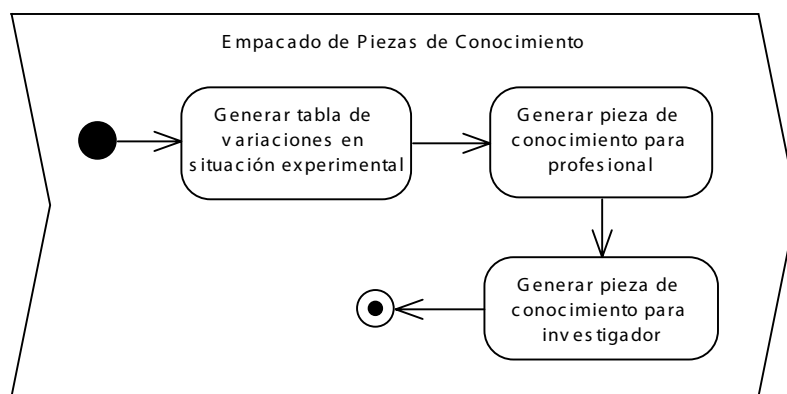 Empacado de Piezas de Conocimiento
Generar tabla de
variaciones en
situación experimental
Generar pieza de
conocimiento para
profesional
Generar pieza de
conocimiento para
investigador